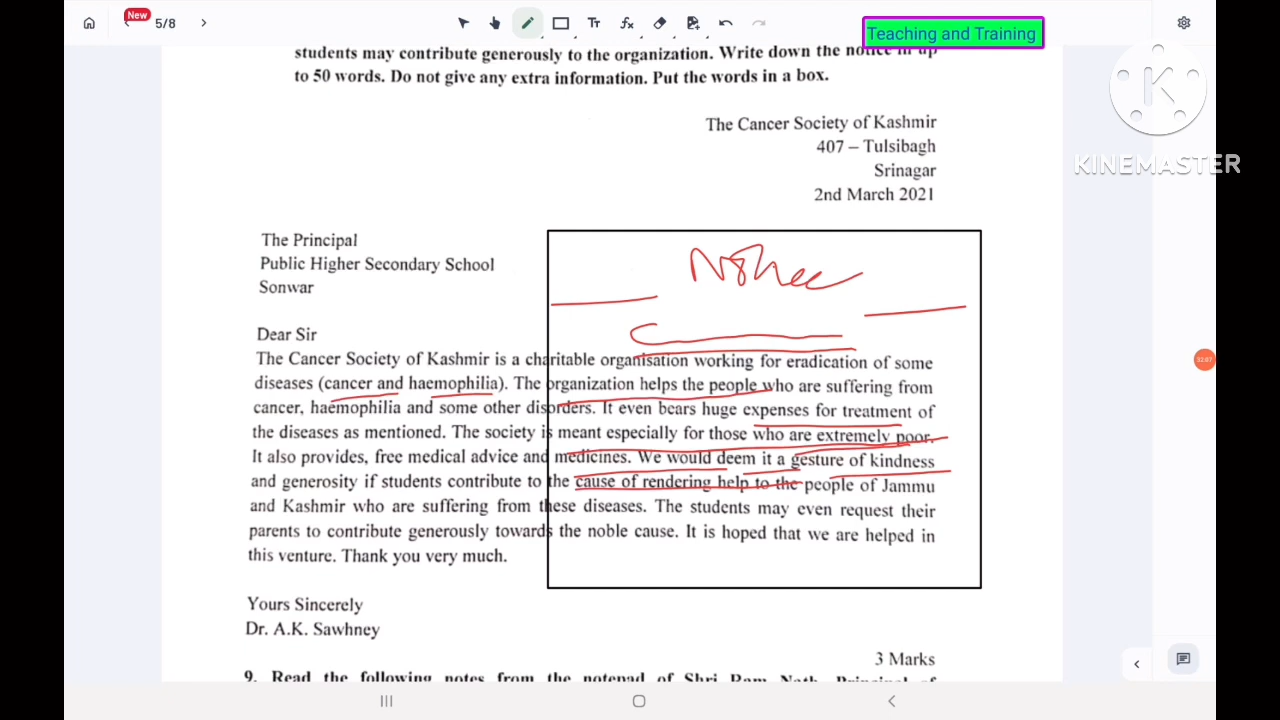 New
5/8
Teaching and Training
students may contribute generously to the organization. Write down the notice in up
to 50 words. Do not give any extra information. Put the words in a box.
KINEMASTER
The Cancer Society of Kashmir
407 – Tulsibagh
Srinagar
2nd March 2021
The Principal
Public Higher Secondary School
Sonwar
Notice
Dear Sir
The Cancer Society of Kashmir is a charitable organisation working for eradication of some
diseases (cancer and haemophilia). The organization helps the people who are suffering from
cancer, haemophilia and some other disorders. It even bears huge expenses for treatment of
the diseases as mentioned. The society is meant especially for those who are extremely poor.
It also provides, free medical advice and medicines. We would deem it a gesture of kindness
and generosity if students contribute to the cause of rendering help to the people of Jammu
and Kashmir who are suffering from these diseases. The students may even request their
parents to contribute generously towards the noble cause. It is hoped that we are helped in
this venture. Thank you very much.
Yours Sincerely
Dr. A.K. Sawhney
3 Marks
9. Read the following notes from the notepad of Shri Ram Nath, Principal of